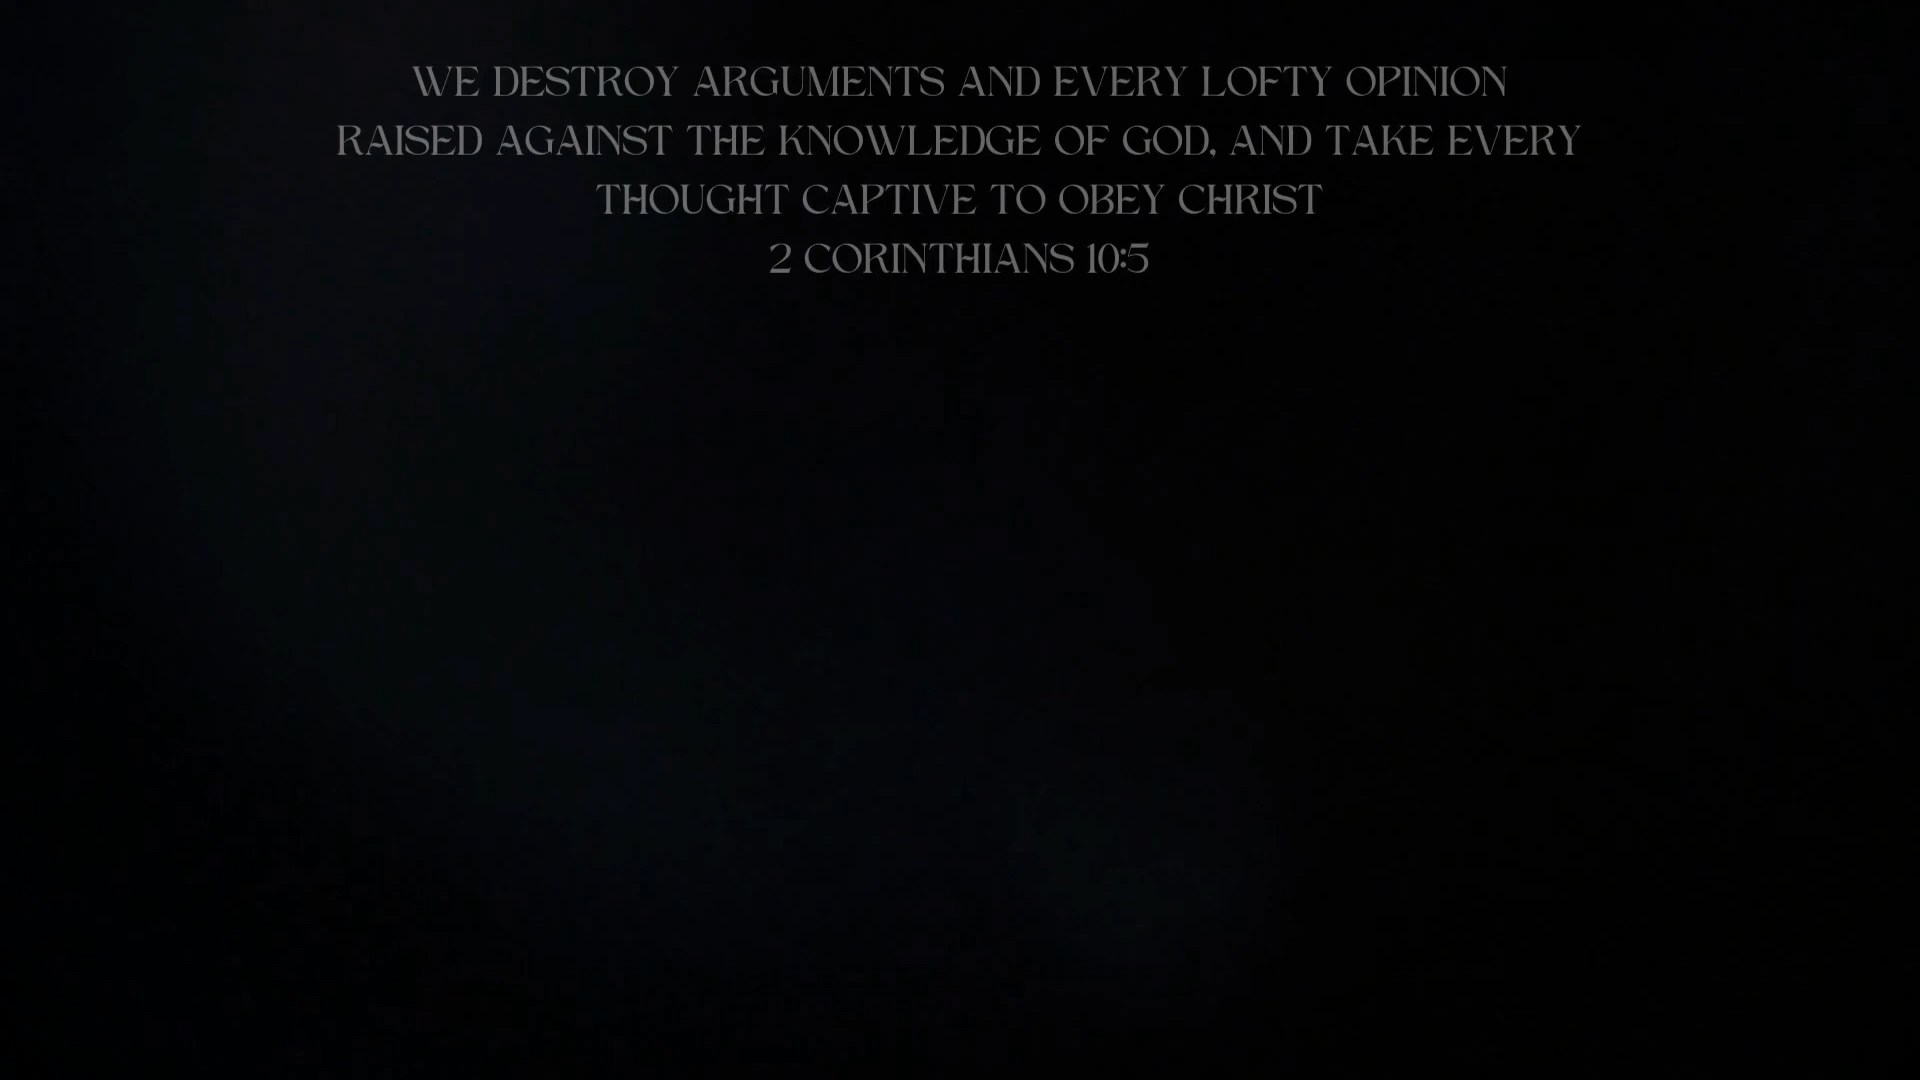 WE DESTROY ARGUMENTS AND EVERY LOFTY OPINION
RAISED AGAINST THE KNOWLEDGE OF GOD, AND TAKE EVERY
THOUGHT CAPTIVE TO OBEY CHRIST
2 CORINTHIANS 10:5